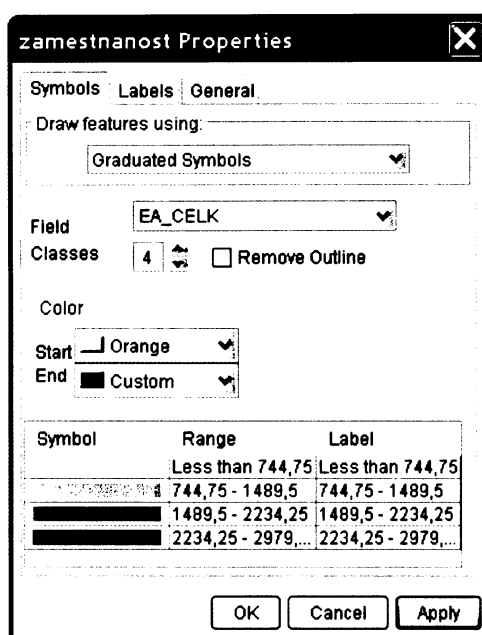 zamestnanost Properties
Symbols Labels General
Draw features using:
Graduated Symbols
Field EA_CELK
Classes 4 Remove Outline
Color
Start Orange
End Custom
Symbol Range Label
Less than 744,75 Less than 744,75
744,75 - 1489,5 744,75 - 1489,5
1489,5 - 2234,25 1489,5 - 2234,25
2234,25 - 2979,... 2234,25 - 2979,...
OK Cancel Apply